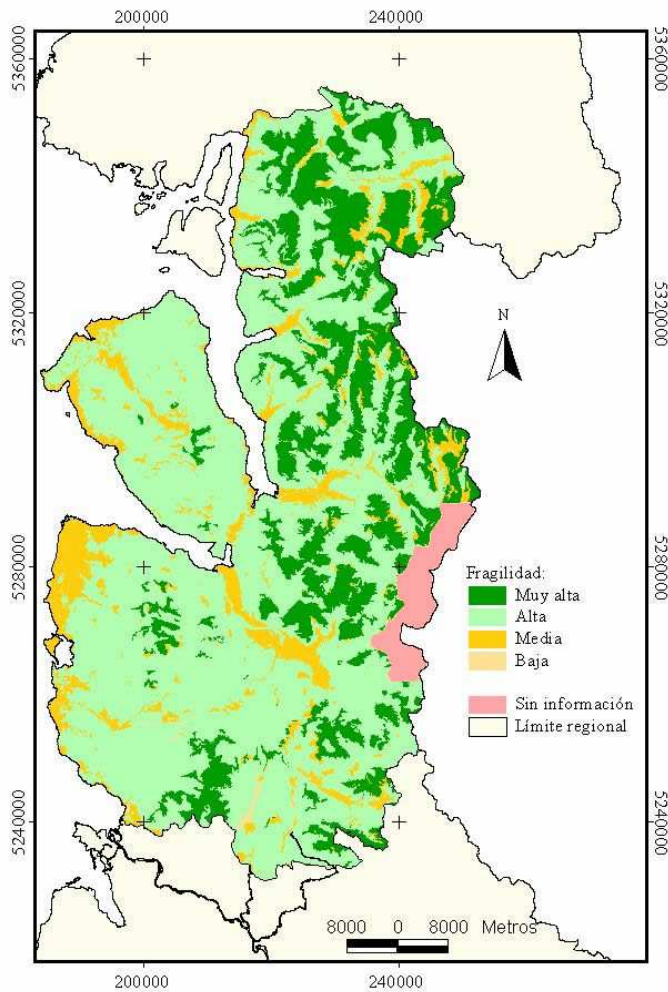 200000 240000
5360000 5360000
5320000 5320000
N
5280000 5280000
Fragilidad:
Muy alta
Alta
Media
Baja
Sin información
Límite regional
5240000 5240000
8000 0 8000 Metros
200000 240000